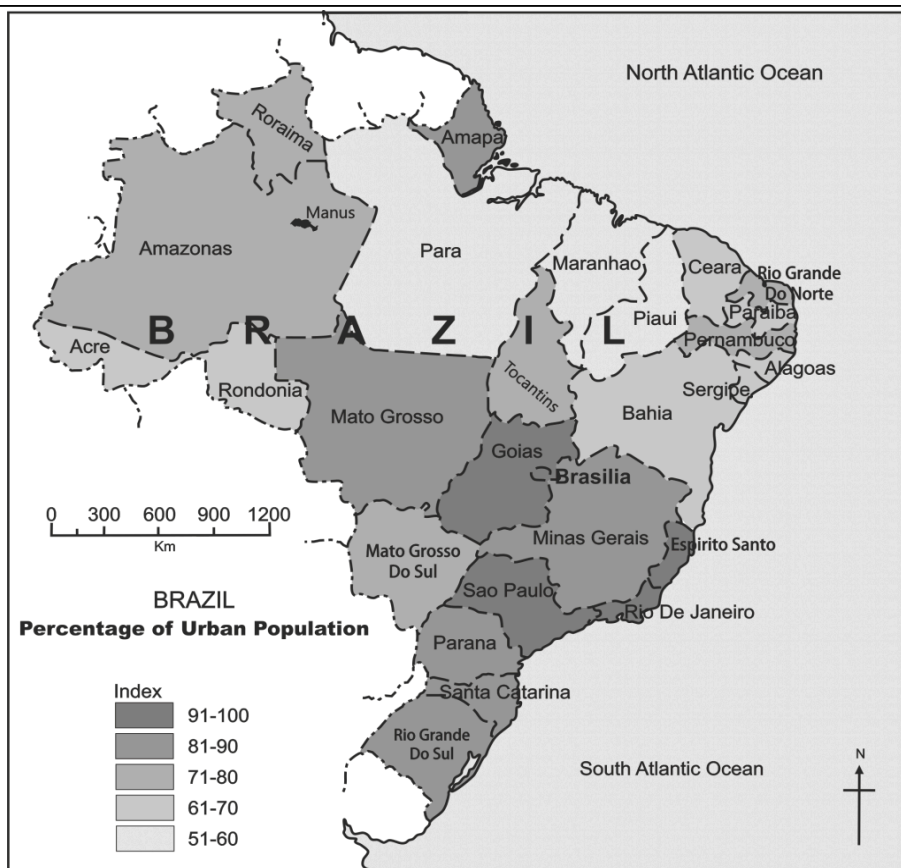 North Atlantic Ocean
Roraima
Amapa
Manus
Amazonas
Para
Maranhao
Ceara
Rio Grande
Do Norte
Piaui
Paraiba
BRAZIL
Pernambuco
Acre
Alagoas
Rondonia
Tocantins
Sergipe
Mato Grosso
Bahia
Goias
Brasilia
0 300 600 900 1200
Km
Minas Gerais
Espirito Santo
Mato Grosso
Do Sul
Sao Paulo
Rio De Janeiro
BRAZIL
Percentage of Urban Population
Parana
Santa Catarina
Rio Grande
Do Sul
Index
91-100
81-90
71-80
61-70
51-60
South Atlantic Ocean
N